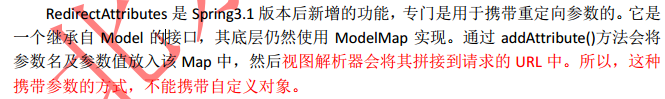 RedirectAttributes 是 Spring3.1 版本后新增的功能，专门是用于携带重定向参数的。它是
一个继承自 Model 的接口，其底层仍然使用 ModelMap 实现。通过 addAttribute()方法会将
参数名及参数值放入该 Map 中，然后视图解析器会将其拼接到请求的 URL 中。所以，这种
携带参数的方式，不能携带自定义对象。